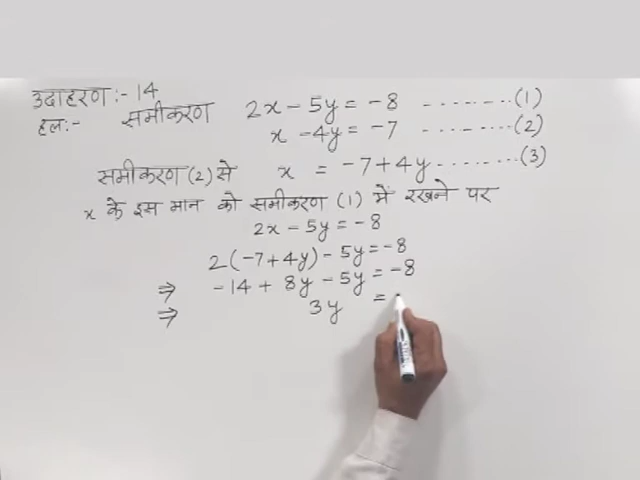 उदाहरण :- 14
हल:- समीकरण 2x - 5y = -8 --------(1)
x - 4y = -7 --------(2)
समीकरण (2) से x = -7 + 4y --------(3)
x के इस मान को समीकरण (1) में रखने पर
2x - 5y = -8
2(-7 + 4y) - 5y = -8
⇒ -14 + 8y - 5y = -8
⇒ 3y =